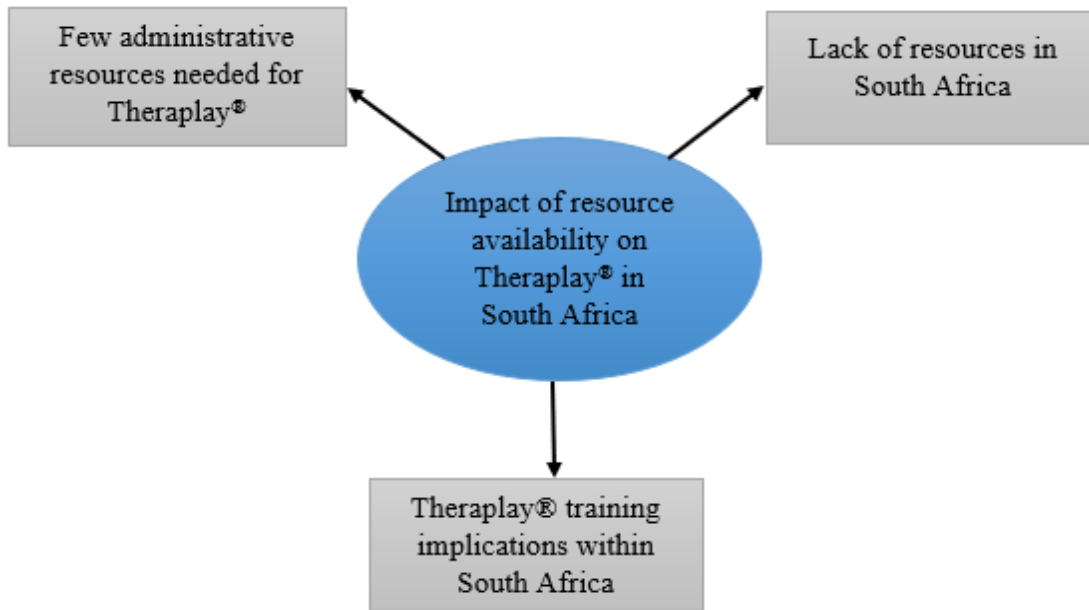 Few administrative
resources needed for
Theraplay®
Lack of resources in
South Africa
Impact of resource
availability on
Theraplay® in
South Africa
Theraplay® training
implications within
South Africa